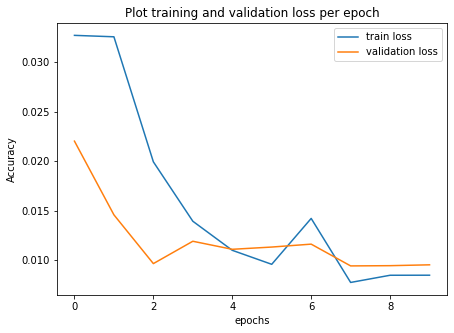 Plot training and validation loss per epoch
train loss
validation loss
0.030
0.025
0.020
0.015
0.010
Accuracy
0 2 4 6 8
epochs